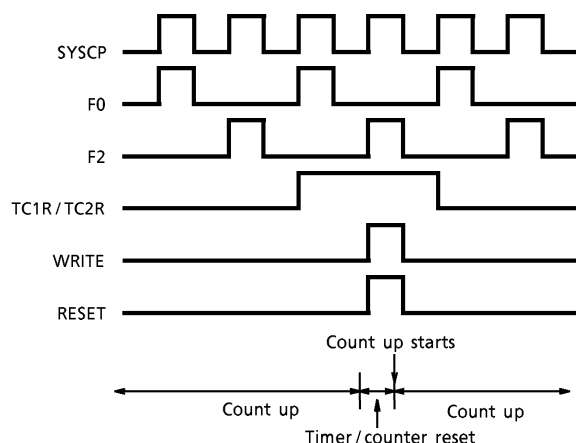 SYSCP
F0
F2
TC1R / TC2R
WRITE
RESET
Count up starts
Count up
Count up
Timer / counter reset